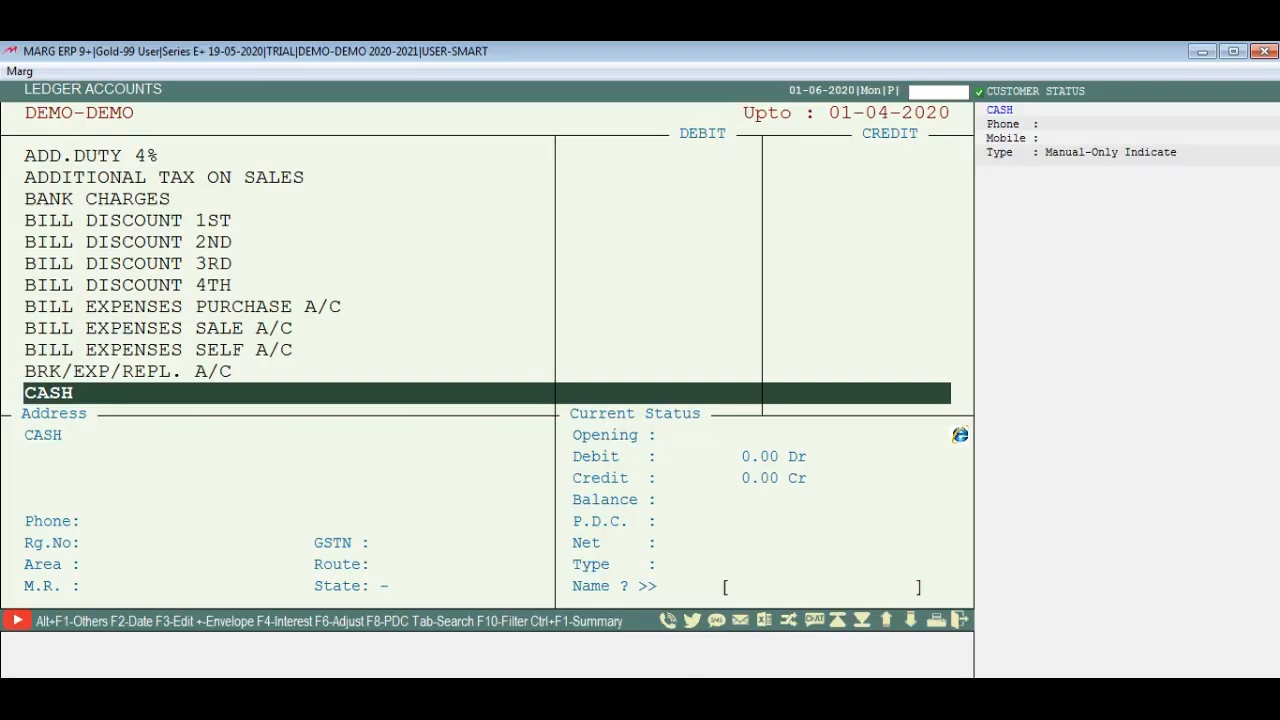 MARG ERP 9+|Gold-99 User|Series E+ 19-05-2020|TRIAL|DEMO-DEMO 2020-2021|USER-SMART
Marg
LEDGER ACCOUNTS 01-06-2020|Mon|P|
DEMO-DEMO Upto : 01-04-2020
DEBIT CREDIT
ADD.DUTY 4%
ADDITIONAL TAX ON SALES
BANK CHARGES
BILL DISCOUNT 1ST
BILL DISCOUNT 2ND
BILL DISCOUNT 3RD
BILL DISCOUNT 4TH
BILL EXPENSES PURCHASE A/C
BILL EXPENSES SALE A/C
BILL EXPENSES SELF A/C
BRK/EXP/REPL. A/C
CASH
Address
CASH
Phone:
Rg.No: GSTN :
Area : Route:
M.R. : State: -
Current Status
Opening :
Debit : 0.00 Dr
Credit : 0.00 Cr
Balance :
P.D.C. :
Net :
Type :
Name ? >> [ ]
Alt+F1-Others F2-Date F3-Edit +-Envelope F4-Interest F6-Adjust F8-PDC Tab-Search F10-Filter Ctrl+F1-Summary
SMS
CHAT
CUSTOMER STATUS
CASH
Phone :
Mobile :
Type : Manual-Only Indicate